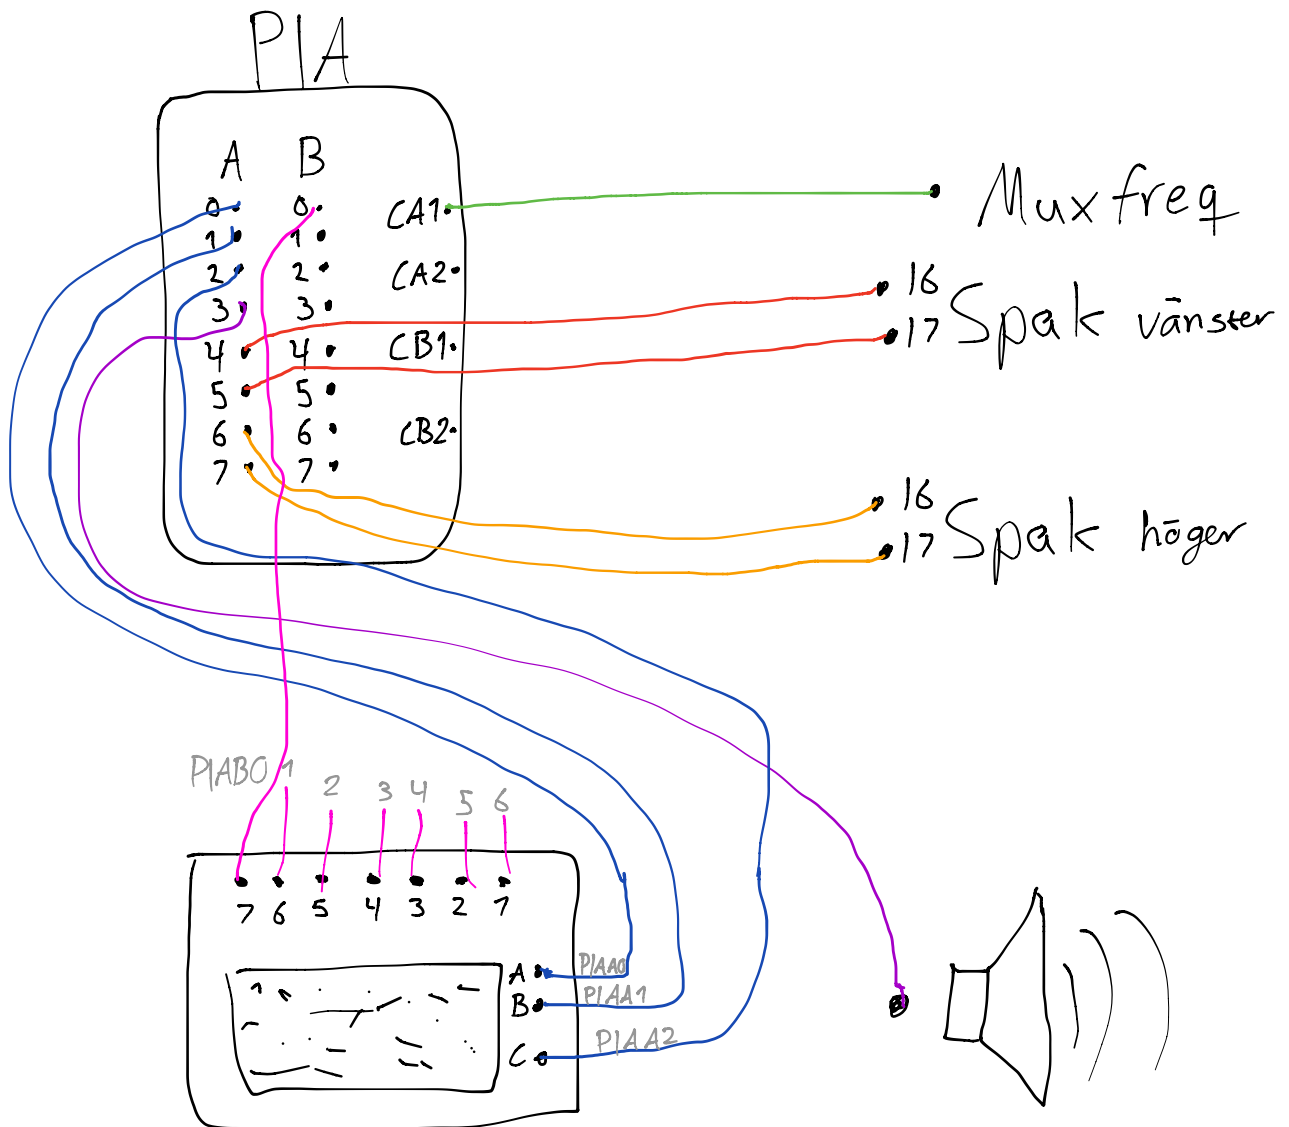 PIA
A B
0 0 CA1
1 1
2 2 CA2
3 3
4 4 CB1
5 5
6 6 CB2
7 7
Muxfreq
16
17 Spak vänster
16
17 Spak höger
PIAB0 1 2 3 4 5 6
7 6 5 4 3 2 1
A PIAA0
B PIAA1
C PIAA2